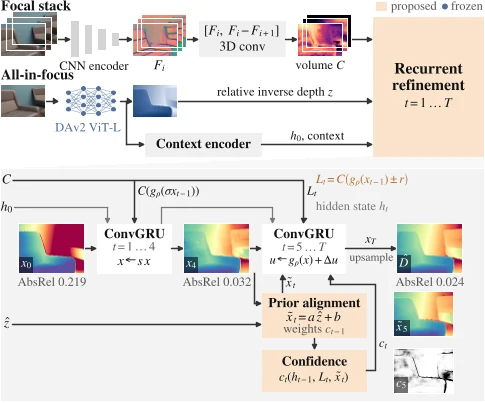 Focal stack
proposed frozen
CNN encoder
F_i
[F_i, F_i−F_{i+1}]
3D conv
volume C
All-in-focus
DAv2 ViT-L
relative inverse depth z
Recurrent
refinement
t=1 … T
Context encoder
h_0, context
C
C(g_ρ(σx_{t−1}))
L_t
L_t=C(g_ρ(x_{t−1})±r)
h_0
hidden state h_t
ConvGRU
t=1 … 4
x←s x
ConvGRU
t=5 … T
u←g_ρ(x)+Δu
x_T
upsample
x_0
x_4
D̂
AbsRel 0.219
AbsRel 0.032
AbsRel 0.024
x̃_t
Prior alignment
x̃_t=a ẑ+b
weights c_{t−1}
ẑ
x̃_5
Confidence
c_t(h_{t−1}, L_t, x̃_t)
c_t
c_5